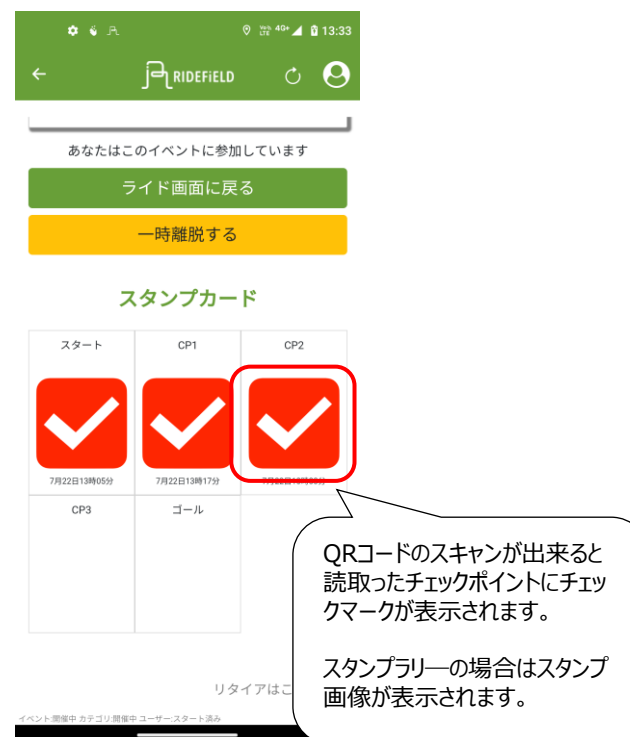 13:33
RIDEFiELD
あなたはこのイベントに参加しています
ライド画面に戻る
一時離脱する
スタンプカード
スタート CP1 CP2
7月22日13時05分 7月22日13時17分
CP3 ゴール
QRコードのスキャンが出来ると
読取ったチェックポイントにチェッ
クマークが表示されます。
スタンプラリ―の場合はスタンプ
画像が表示されます。
リタイアはこ
イベント:開催中 カテゴリ:開催中 ユーザー:スタート済み